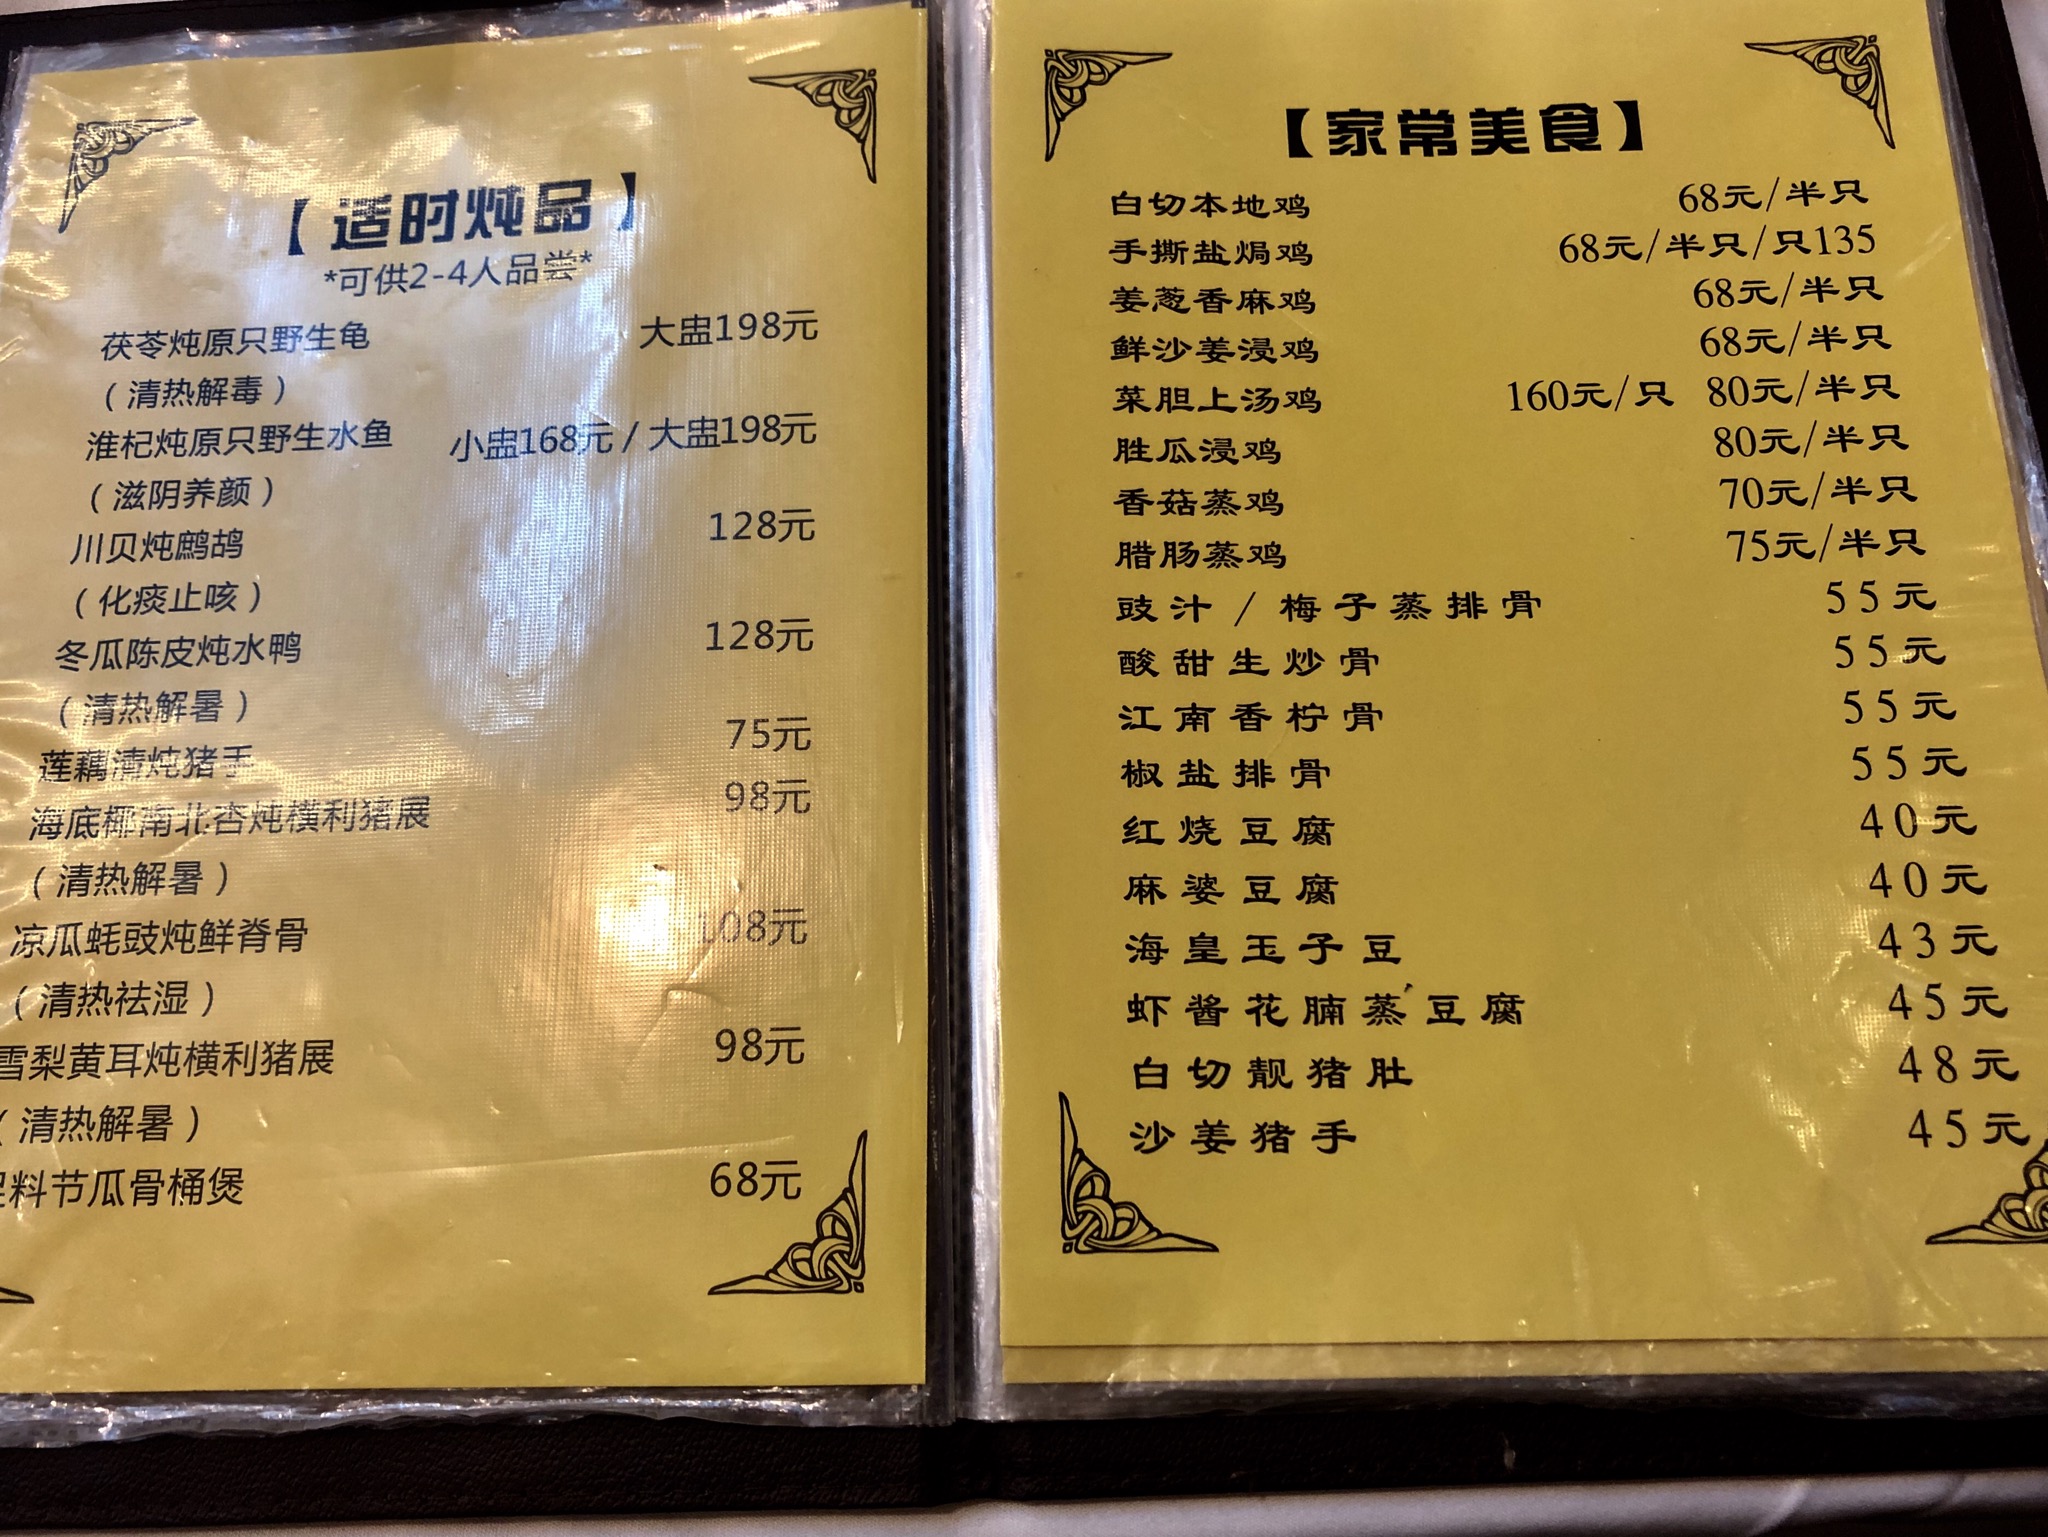 【适时炖品】
*可供2-4人品尝*
茯苓炖原只野生龟 大盅198元
（清热解毒）
淮杞炖原只野生水鱼 小盅168元/大盅198元
（滋阴养颜）
川贝炖鹧鸪 128元
（化痰止咳）
冬瓜陈皮炖水鸭 128元
（清热解暑）
莲藕清炖猪手 75元
海底椰南北杏炖横利猪展 98元
（清热解暑）
凉瓜蚝豉炖鲜脊骨 108元
（清热祛湿）
雪梨黄耳炖横利猪展 98元
（清热解暑）
料节瓜骨桶煲 68元
【家常美食】
白切本地鸡 68元/半只
手撕盐焗鸡 68元/半只/只135
姜葱香麻鸡 68元/半只
鲜沙姜浸鸡 68元/半只
菜胆上汤鸡 160元/只 80元/半只
胜瓜浸鸡 80元/半只
香菇蒸鸡 70元/半只
腊肠蒸鸡 75元/半只
豉汁/梅子蒸排骨 55元
酸甜生炒骨 55元
江南香柠骨 55元
椒盐排骨 55元
红烧豆腐 40元
麻婆豆腐 40元
海皇玉子豆 43元
虾酱花腩蒸豆腐 45元
白切靓猪肚 48元
沙姜猪手 45元